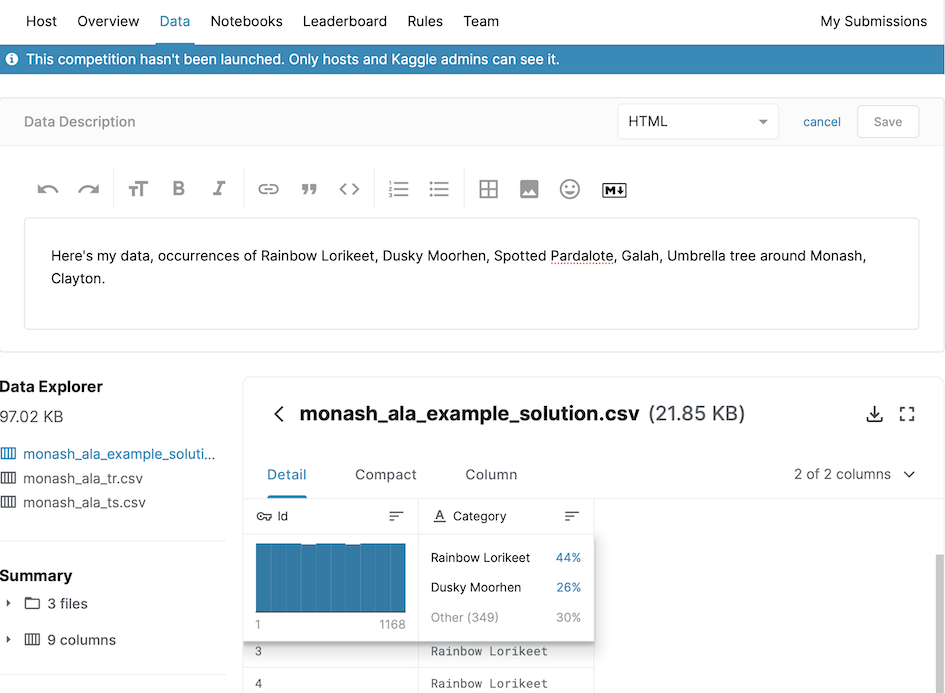 Host Overview Data Notebooks Leaderboard Rules Team My Submissions
This competition hasn't been launched. Only hosts and Kaggle admins can see it.
Data Description HTML cancel Save
Here's my data, occurrences of Rainbow Lorikeet, Dusky Moorhen, Spotted Pardalote, Galah, Umbrella tree around Monash,
Clayton.
Data Explorer
97.02 KB
monash_ala_example_soluti...
monash_ala_tr.csv
monash_ala_ts.csv
Summary
3 files
9 columns
monash_ala_example_solution.csv (21.85 KB)
Detail Compact Column 2 of 2 columns
Id A Category
Rainbow Lorikeet 44%
Dusky Moorhen 26%
Other (349) 30%
1 1168
3 Rainbow Lorikeet
4 Rainbow Lorikeet